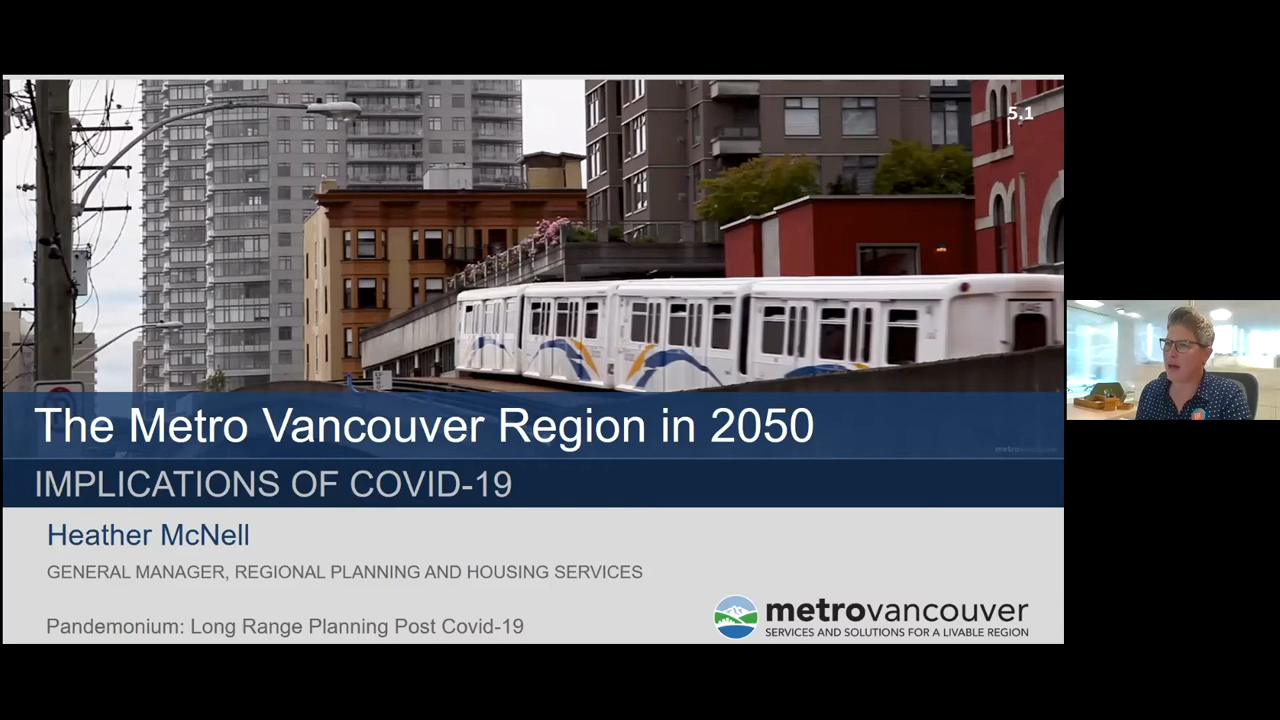 5.1
The Metro Vancouver Region in 2050
metrovancouver
IMPLICATIONS OF COVID-19
Heather McNell
GENERAL MANAGER, REGIONAL PLANNING AND HOUSING SERVICES
Pandemonium: Long Range Planning Post Covid-19
metrovancouver
SERVICES AND SOLUTIONS FOR A LIVABLE REGION